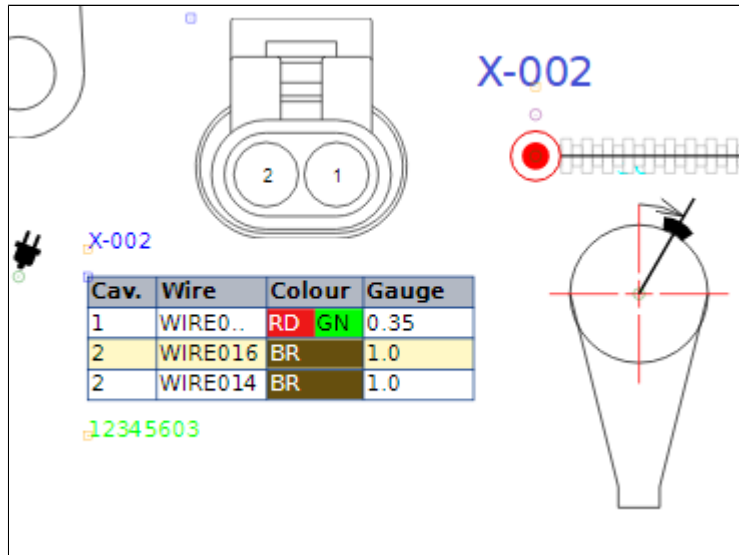 X-002
2 1
X-002
Cav. Wire Colour Gauge
1 WIRE0.. RD GN 0.35
2 WIRE016 BR 1.0
2 WIRE014 BR 1.0
12345603